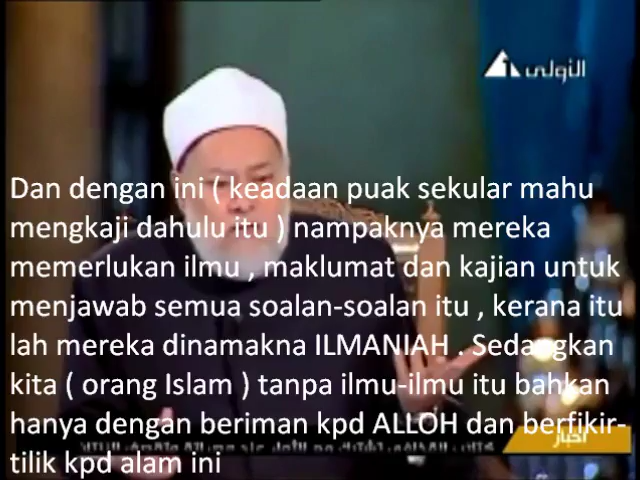 الأولى
Dan dengan ini ( keadaan puak sekular mahu
mengkaji dahulu itu ) nampaknya mereka
memerlukan ilmu , maklumat dan kajian untuk
menjawab semua soalan-soalan itu , kerana itu
lah mereka dinamakna ILMANIAH . Sedangkan
kita ( orang Islam ) tanpa ilmu-ilmu itu bahkan
hanya dengan beriman kpd ALLOH dan berfikir-
أخبار
tilik kpd alam ini